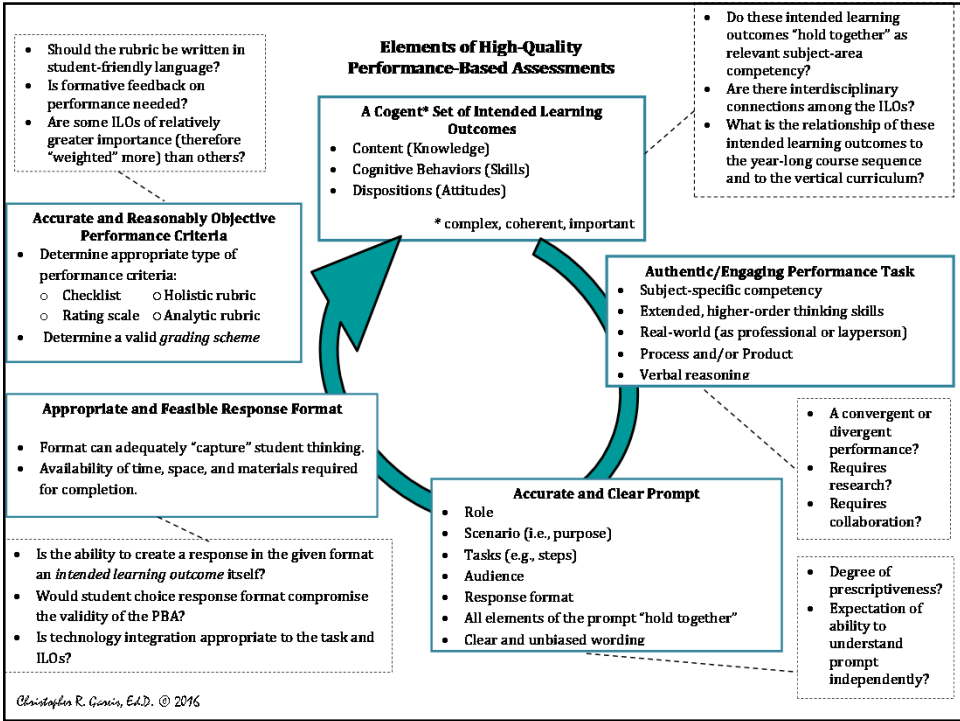 Elements of High-Quality
Performance-Based Assessments
• Should the rubric be written in
student-friendly language?
• Is formative feedback on
performance needed?
• Are some ILOs of relatively
greater importance (therefore
"weighted" more) than others?
A Cogent* Set of Intended Learning
Outcomes
• Content (Knowledge)
• Cognitive Behaviors (Skills)
• Dispositions (Attitudes)
* complex, coherent, important
• Do these intended learning
outcomes "hold together" as
relevant subject-area
competency?
• Are there interdisciplinary
connections among the ILOs?
• What is the relationship of these
intended learning outcomes to
the year-long course sequence
and to the vertical curriculum?
Accurate and Reasonably Objective
Performance Criteria
• Determine appropriate type of
performance criteria:
o Checklist o Holistic rubric
o Rating scale o Analytic rubric
• Determine a valid grading scheme
Authentic/Engaging Performance Task
• Subject-specific competency
• Extended, higher-order thinking skills
• Real-world (as professional or layperson)
• Process and/or Product
• Verbal reasoning
Appropriate and Feasible Response Format
• Format can adequately "capture" student thinking.
• Availability of time, space, and materials required
for completion.
• A convergent or
divergent
performance?
• Requires
research?
• Requires
collaboration?
Accurate and Clear Prompt
• Role
• Scenario (i.e., purpose)
• Tasks (e.g., steps)
• Audience
• Response format
• All elements of the prompt "hold together"
• Clear and unbiased wording
• Is the ability to create a response in the given format
an intended learning outcome itself?
• Would student choice response format compromise
the validity of the PBA?
• Is technology integration appropriate to the task and
ILOs?
• Degree of
prescriptiveness?
• Expectation of
ability to
understand
prompt
independently?
Christopher R. Gareis, Ed.D. © 2016